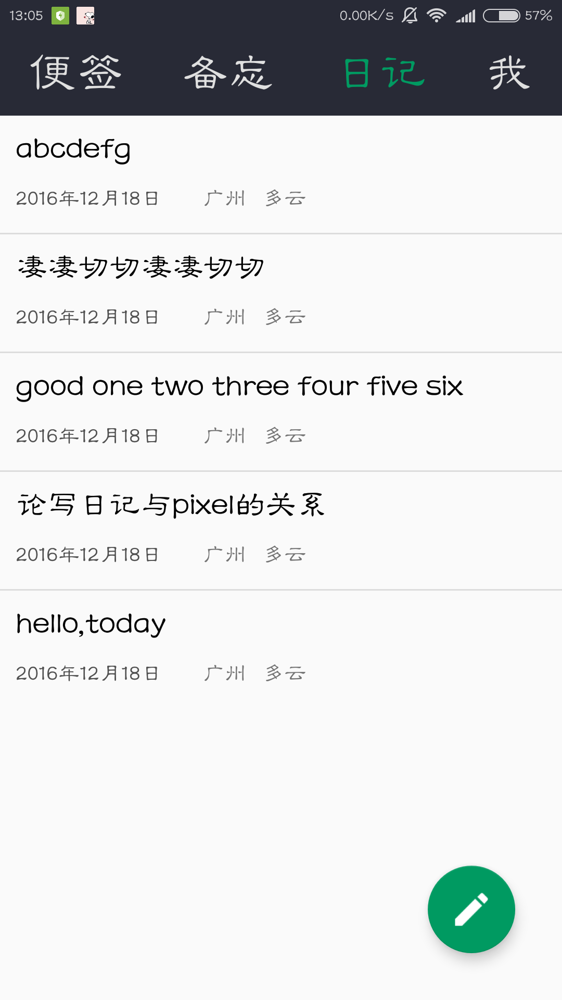 13:05 0.00K/s 57%
便签 备忘 日记 我
abcdefg
2016年12月18日 广州 多云
凄凄切切凄凄切切
2016年12月18日 广州 多云
good one two three four five six
2016年12月18日 广州 多云
论写日记与pixel的关系
2016年12月18日 广州 多云
hello,today
2016年12月18日 广州 多云